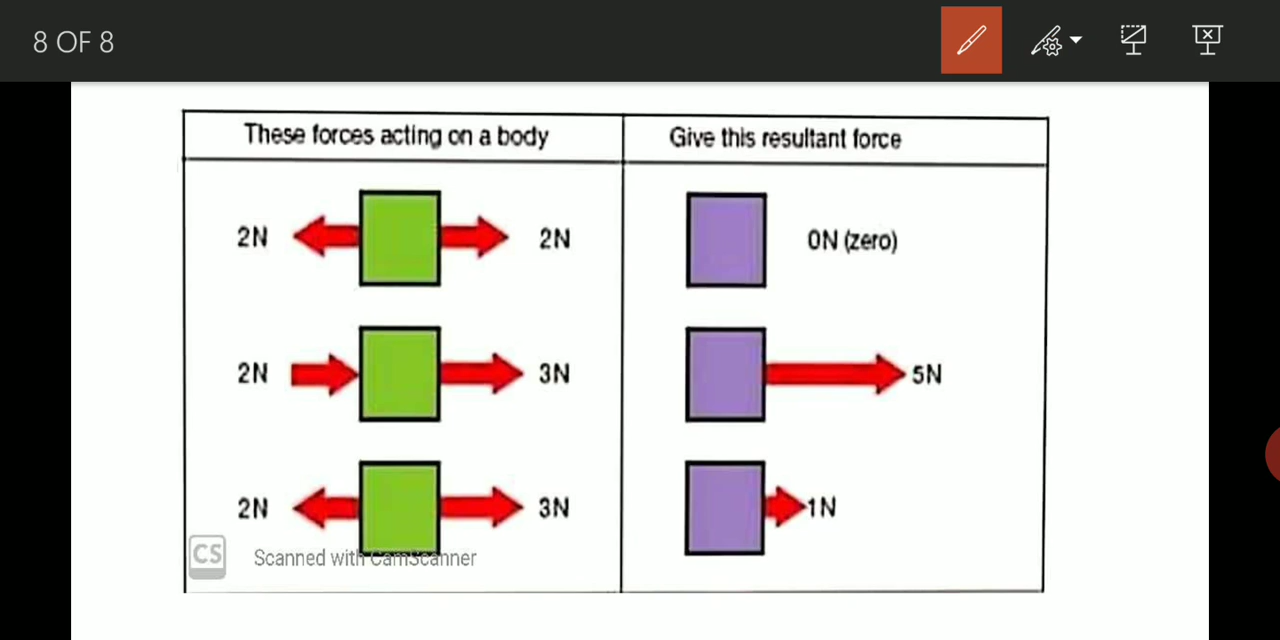 8 OF 8
These forces acting on a body
Give this resultant force
2N
2N
0N (zero)
2N
3N
5N
2N
3N
1N
CS
Scanned with CamScanner